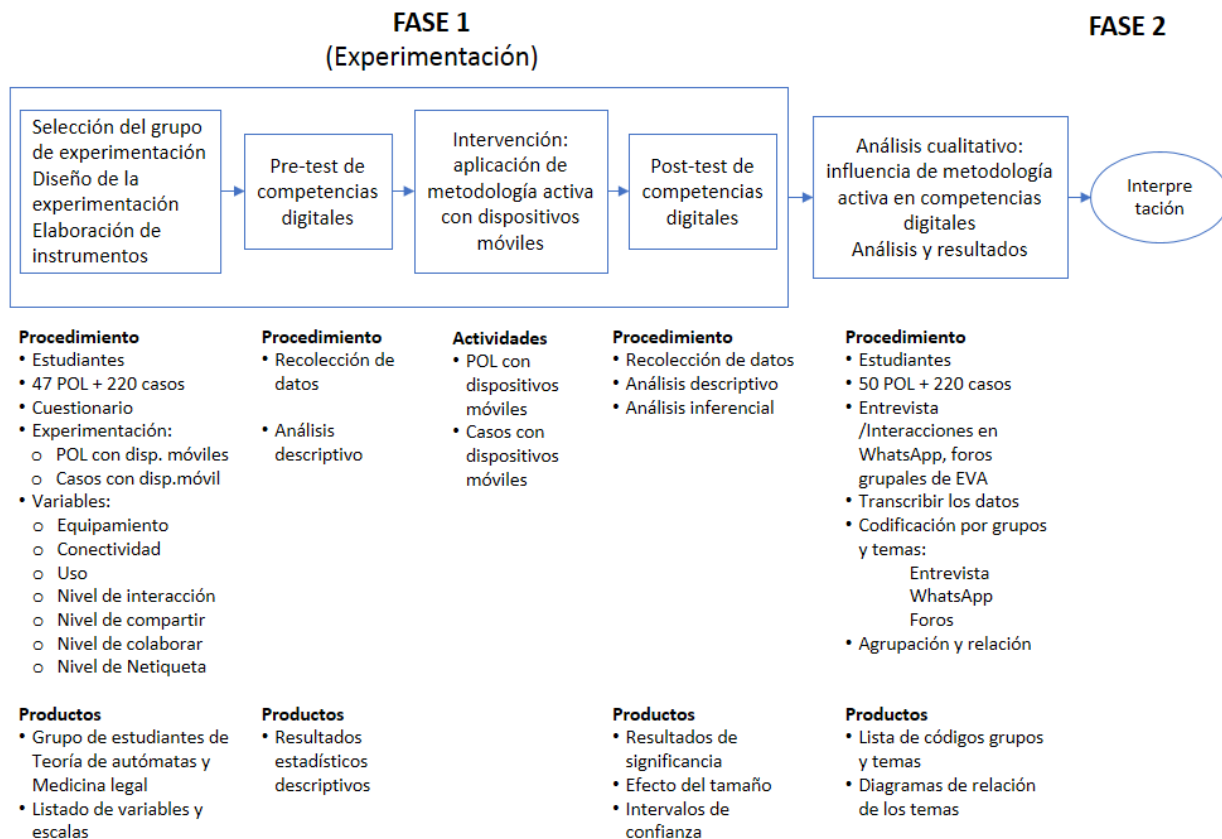 FASE 1
(Experimentación)
FASE 2
Selección del grupo
de experimentación
Diseño de la
experimentación
Elaboración de
instrumentos
Pre-test de
competencias
digitales
Intervención:
aplicación de
metodología activa
con dispositivos
móviles
Post-test de
competencias
digitales
Análisis cualitativo:
influencia de metodología
activa en competencias
digitales
Análisis y resultados
Interpre
tación
Procedimiento
• Estudiantes
• 47 POL + 220 casos
• Cuestionario
• Experimentación:
o POL con disp. móviles
o Casos con disp.móvil
• Variables:
o Equipamiento
o Conectividad
o Uso
o Nivel de interacción
o Nivel de compartir
o Nivel de colaborar
o Nivel de Netiqueta
Procedimiento
• Recolección de
datos
• Análisis
descriptivo
Actividades
• POL con
dispositivos
móviles
• Casos con
dispositivos
móviles
Procedimiento
• Recolección de datos
• Análisis descriptivo
• Análisis inferencial
Procedimiento
• Estudiantes
• 50 POL + 220 casos
• Entrevista
/Interacciones en
WhatsApp, foros
grupales de EVA
• Transcribir los datos
• Codificación por grupos
y temas:
Entrevista
WhatsApp
Foros
• Agrupación y relación
Productos
• Grupo de estudiantes de
Teoría de autómatas y
Medicina legal
• Listado de variables y
escalas
Productos
• Resultados
estadísticos
descriptivos
Productos
• Resultados de
significancia
• Efecto del tamaño
• Intervalos de
confianza
Productos
• Lista de códigos grupos
y temas
• Diagramas de relación
de los temas